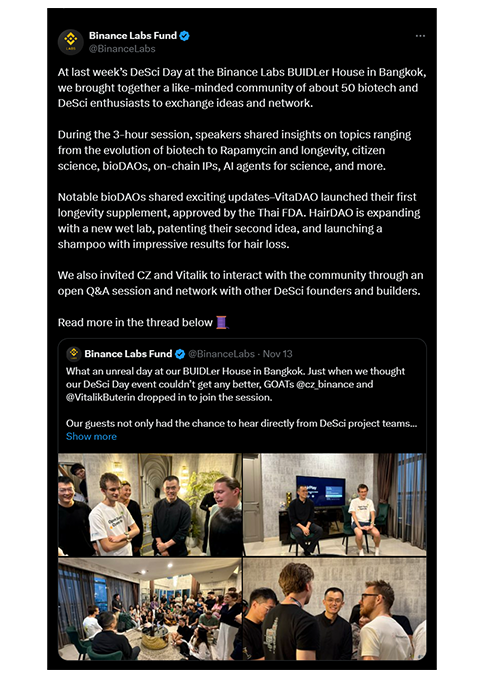 Binance Labs Fund
@BinanceLabs
At last week's DeSci Day at the Binance Labs BUIDLer House in Bangkok,
we brought together a like-minded community of about 50 biotech and
DeSci enthusiasts to exchange ideas and network.
During the 3-hour session, speakers shared insights on topics ranging
from the evolution of biotech to Rapamycin and longevity, citizen
science, bioDAOs, on-chain IPs, AI agents for science, and more.
Notable bioDAOs shared exciting updates–VitaDAO launched their first
longevity supplement, approved by the Thai FDA. HairDAO is expanding
with a new wet lab, patenting their second idea, and launching a
shampoo with impressive results for hair loss.
We also invited CZ and Vitalik to interact with the community through an
open Q&A session and network with other DeSci founders and builders.
Read more in the thread below 🧵
Binance Labs Fund @BinanceLabs · Nov 13
What an unreal day at our BUIDLer House in Bangkok. Just when we thought
our DeSci Day event couldn't get any better, GOATs @cz_binance and
@VitalikButerin dropped in to join the session.
Our guests not only had the chance to hear directly from DeSci project teams...
Show more